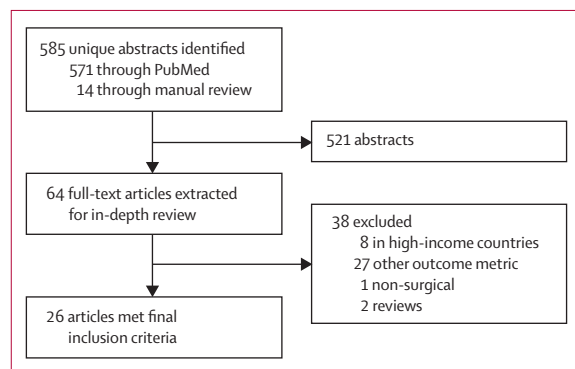 585 unique abstracts identified
571 through PubMed
14 through manual review
521 abstracts
64 full-text articles extracted
for in-depth review
38 excluded
8 in high-income countries
27 other outcome metric
1 non-surgical
2 reviews
26 articles met final
inclusion criteria